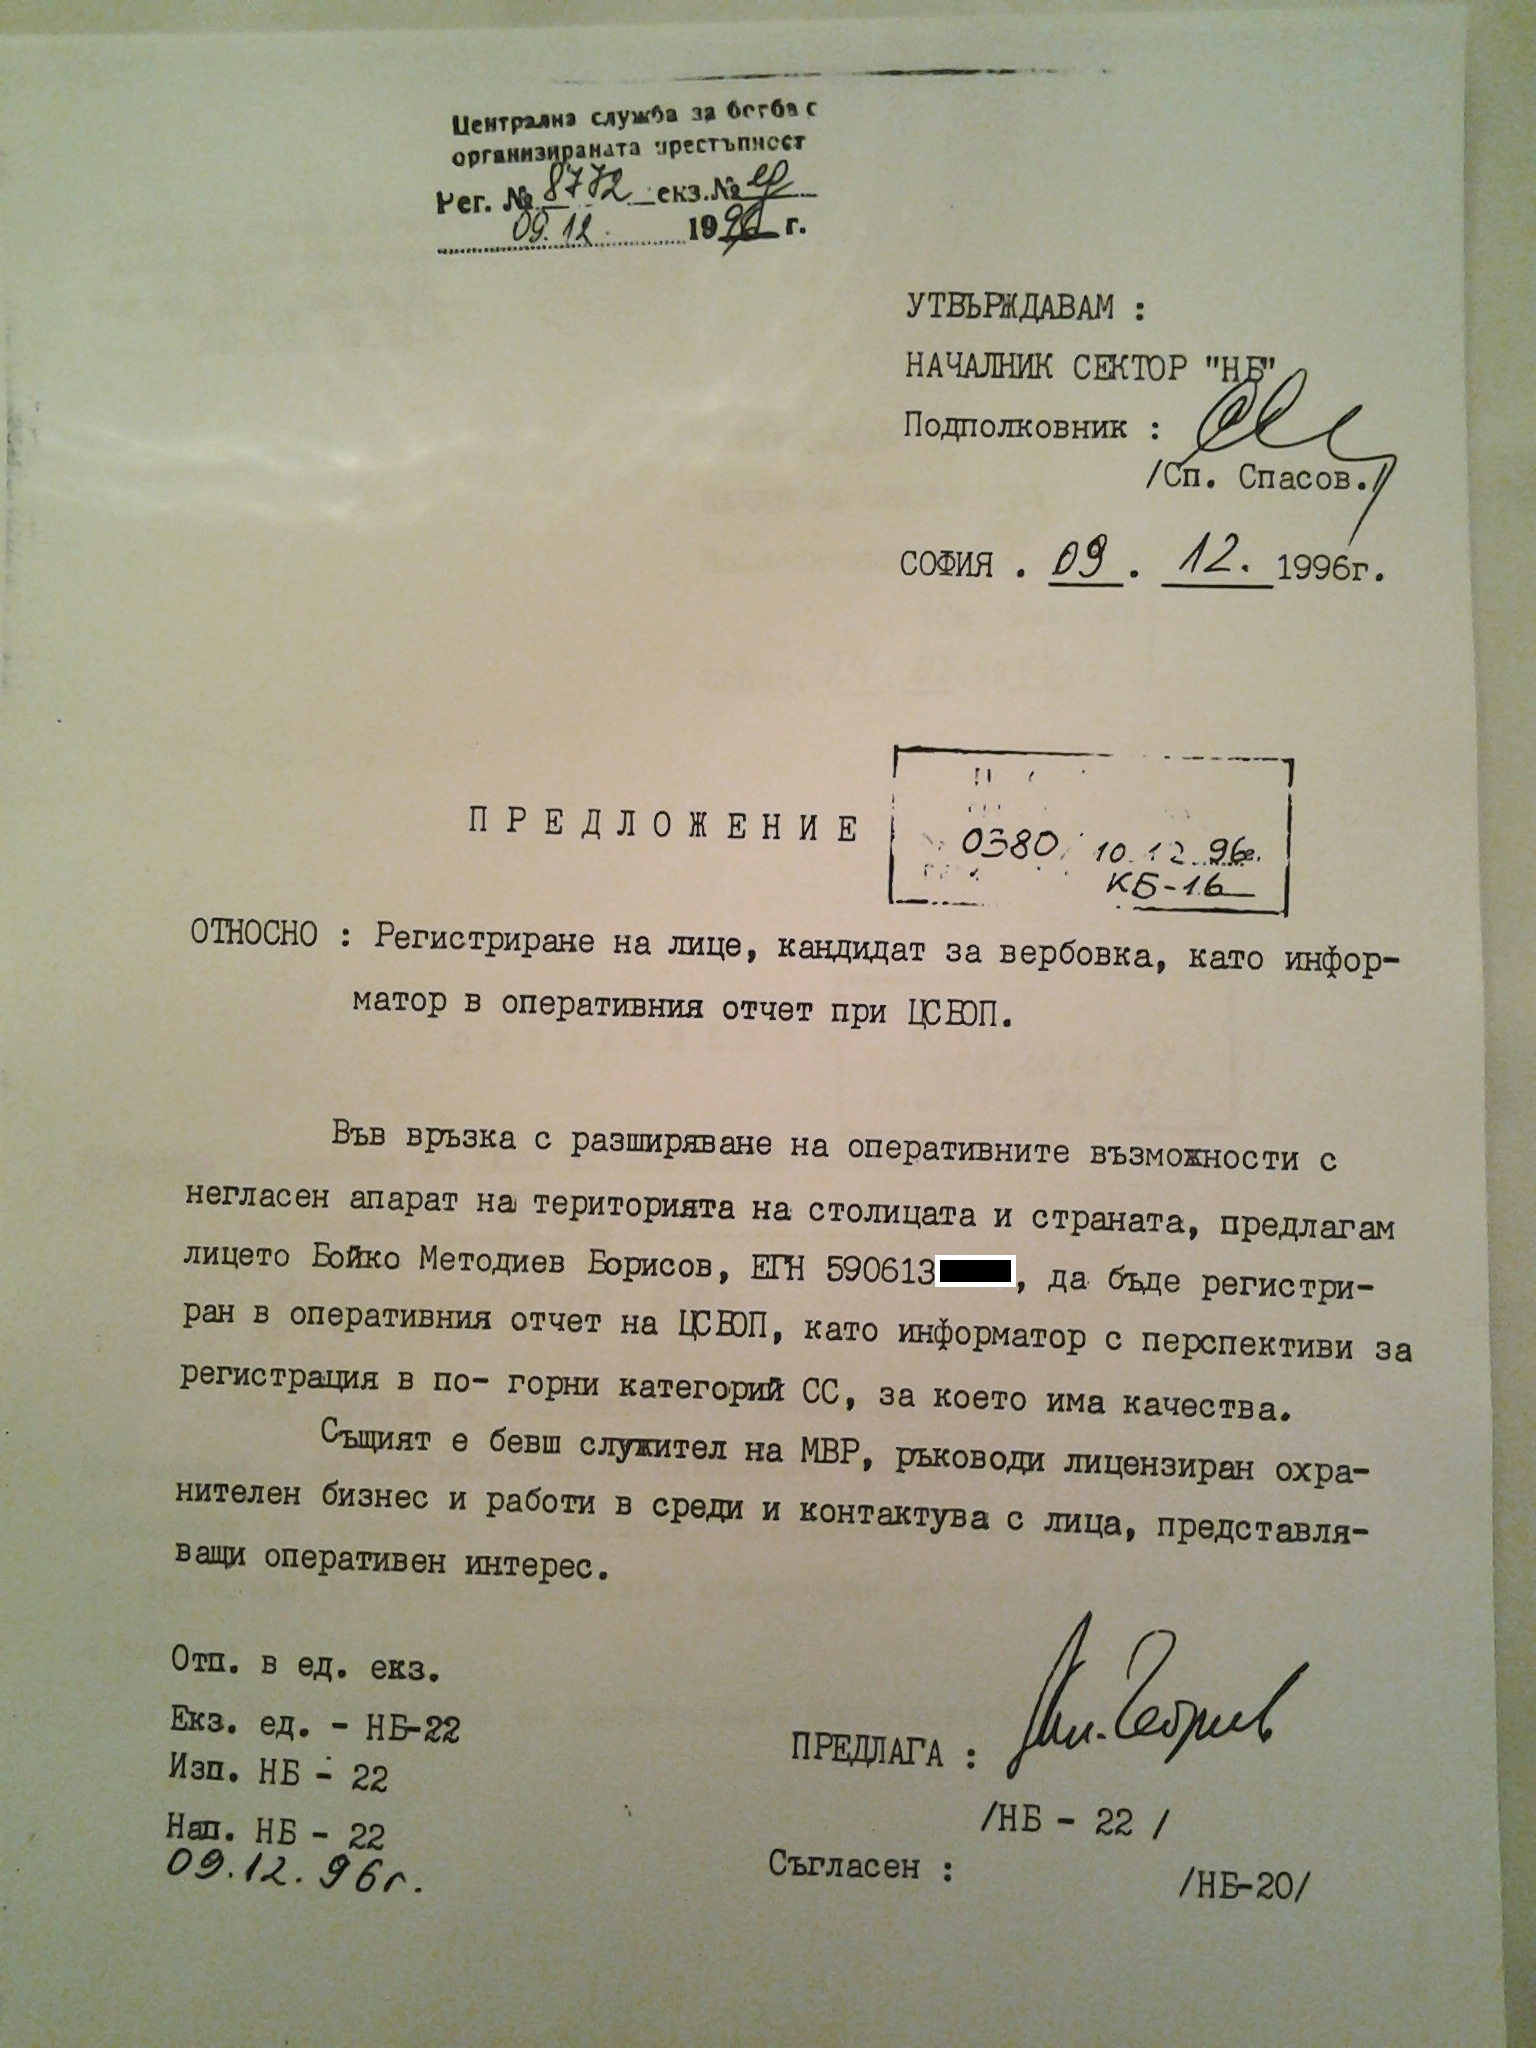 Централна служба за борба с
организираната престъпност
Рег. № 8772 екз.№ ед
09.12. 1996 г.
УТВЪРЖДАВАМ :
НАЧАЛНИК СЕКТОР "НБ"
Подполковник :
/Сп. Спасов./
СОФИЯ . 09 . 12. 1996г.
ПРЕДЛОЖЕНИЕ
0380 10.12.96г.
КБ-16
ОТНОСНО : Регистриране на лице, кандидат за вербовка, като инфор-
матор в оперативния отчет при ЦСБОП.
Във връзка с разширяване на оперативните възможности с
негласен апарат на територията на столицата и страната, предлагам
лицето Бойко Методиев Борисов, ЕГН 590613 , да бъде регистри-
ран в оперативния отчет на ЦСБОП, като информатор с перспективи за
регистрация в по- горни категорий СС, за което има качества.
Същият е бевш служител на МВР, ръководи лицензиран охра-
нителен бизнес и работи в среди и контактува с лица, представля-
ващи оперативен интерес.
Отп. в ед. екз.
Екз. ед. - НБ-22
Изп. НБ - 22
Нап. НБ - 22
09.12.96г.
ПРЕДЛАГА :
/НБ - 22 /
Съгласен :
/НБ-20/